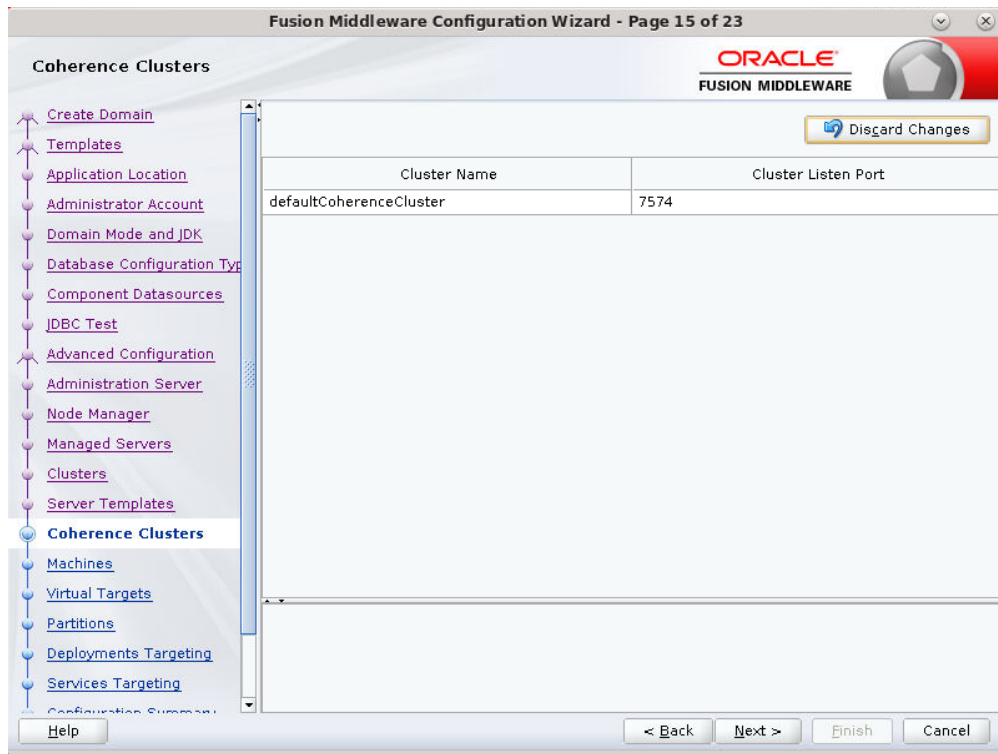 Fusion Middleware Configuration Wizard - Page 15 of 23
Coherence Clusters
ORACLE
FUSION MIDDLEWARE
Create Domain
Templates
Application Location
Administrator Account
Domain Mode and JDK
Database Configuration Typ
Component Datasources
JDBC Test
Advanced Configuration
Administration Server
Node Manager
Managed Servers
Clusters
Server Templates
Coherence Clusters
Machines
Virtual Targets
Partitions
Deployments Targeting
Services Targeting
Configuration Summary
Discard Changes
Cluster Name Cluster Listen Port
defaultCoherenceCluster 7574
Help < Back Next > Finish Cancel